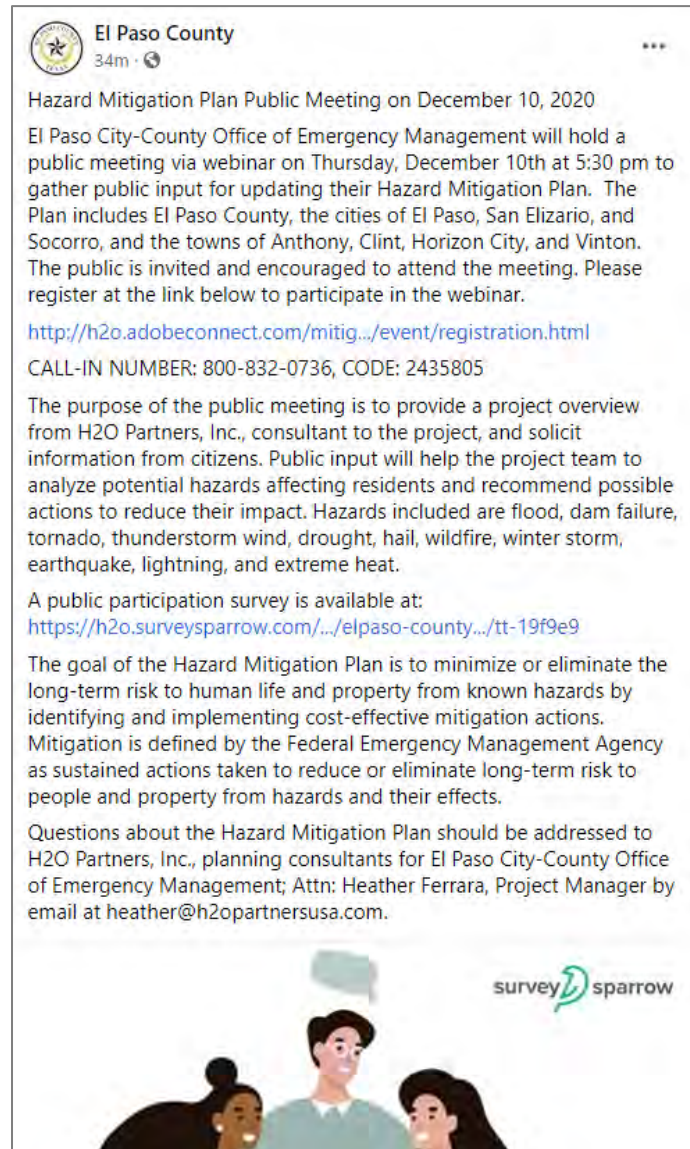 El Paso County
34m ·
Hazard Mitigation Plan Public Meeting on December 10, 2020
El Paso City-County Office of Emergency Management will hold a
public meeting via webinar on Thursday, December 10th at 5:30 pm to
gather public input for updating their Hazard Mitigation Plan. The
Plan includes El Paso County, the cities of El Paso, San Elizario, and
Socorro, and the towns of Anthony, Clint, Horizon City, and Vinton.
The public is invited and encouraged to attend the meeting. Please
register at the link below to participate in the webinar.
http://h2o.adobeconnect.com/mitig.../event/registration.html
CALL-IN NUMBER: 800-832-0736, CODE: 2435805
The purpose of the public meeting is to provide a project overview
from H2O Partners, Inc., consultant to the project, and solicit
information from citizens. Public input will help the project team to
analyze potential hazards affecting residents and recommend possible
actions to reduce their impact. Hazards included are flood, dam failure,
tornado, thunderstorm wind, drought, hail, wildfire, winter storm,
earthquake, lightning, and extreme heat.
A public participation survey is available at:
https://h2o.surveysparrow.com/.../elpaso-county.../tt-19f9e9
The goal of the Hazard Mitigation Plan is to minimize or eliminate the
long-term risk to human life and property from known hazards by
identifying and implementing cost-effective mitigation actions.
Mitigation is defined by the Federal Emergency Management Agency
as sustained actions taken to reduce or eliminate long-term risk to
people and property from hazards and their effects.
Questions about the Hazard Mitigation Plan should be addressed to
H2O Partners, Inc., planning consultants for El Paso City-County Office
of Emergency Management; Attn: Heather Ferrara, Project Manager by
email at heather@h2opartnersusa.com.
survey sparrow